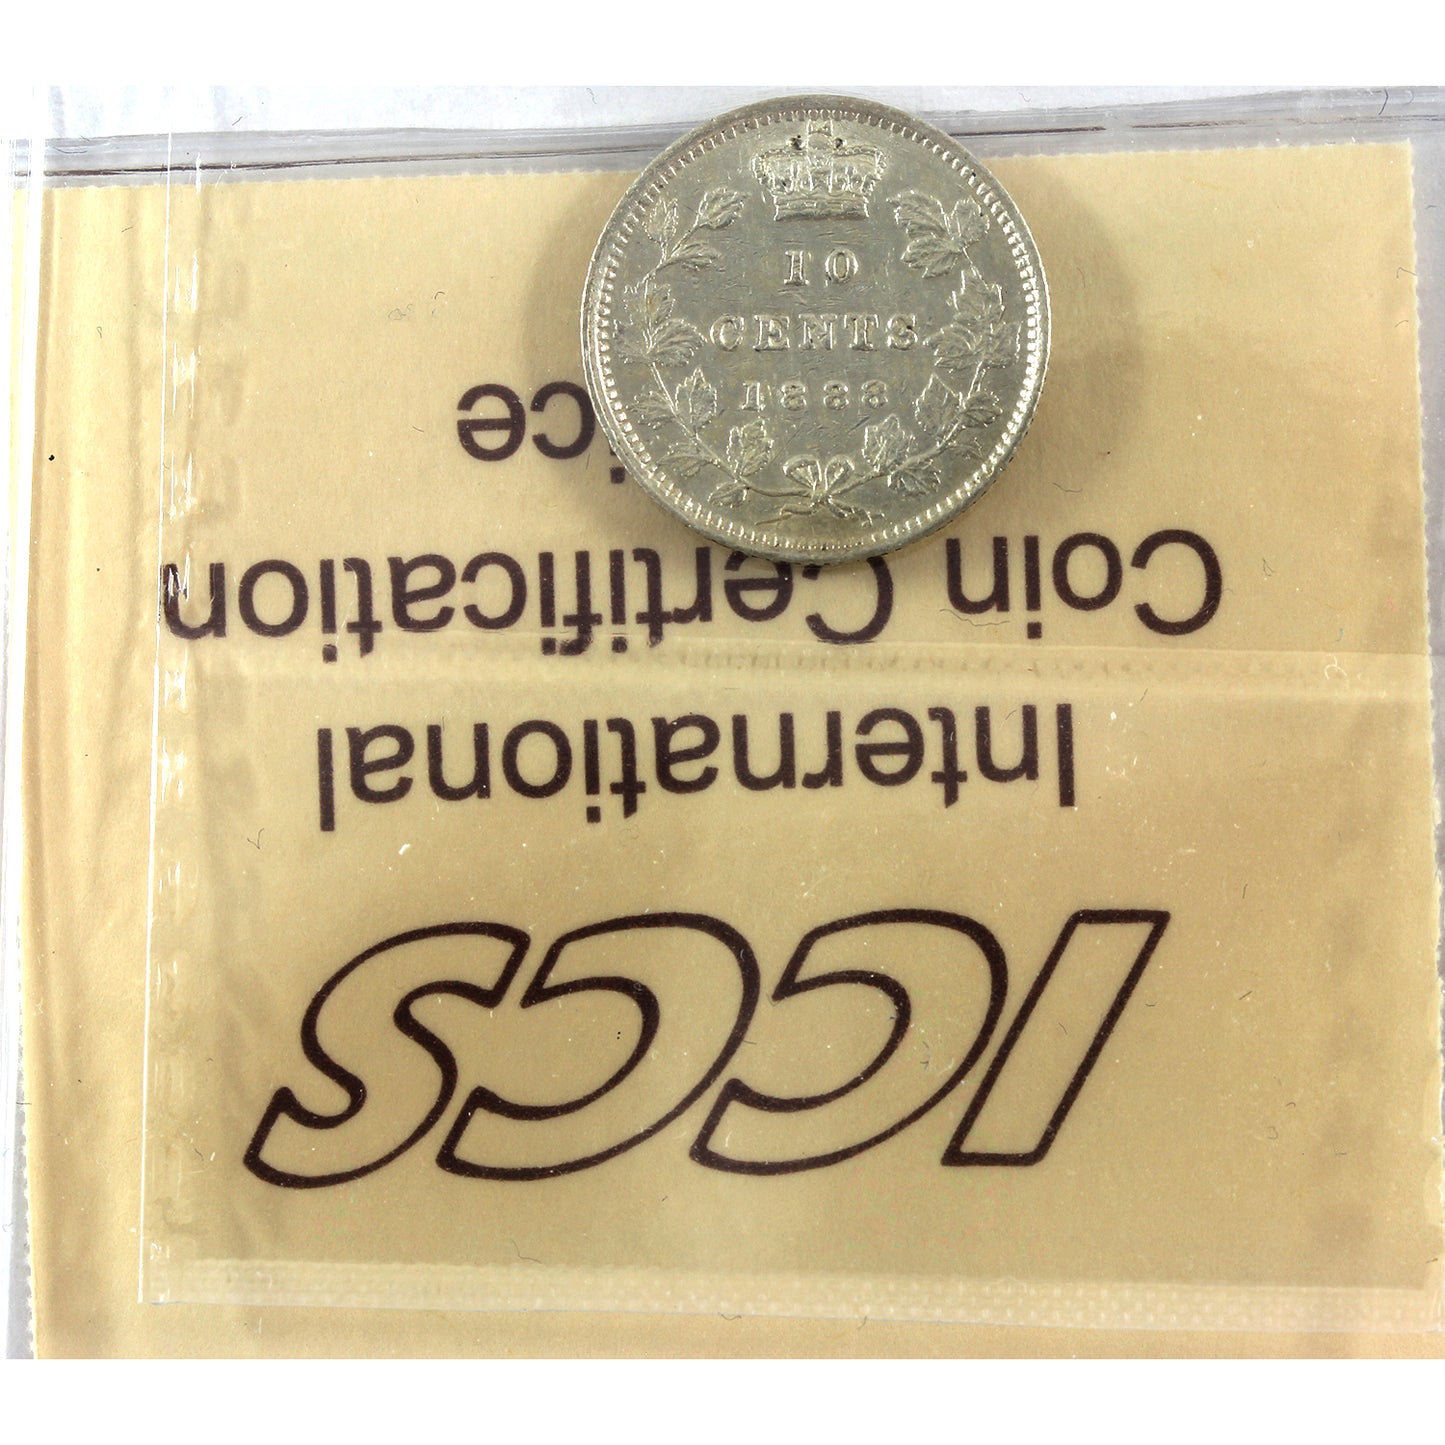 10
CENTS
1888
ICCS
International
Coin Certification